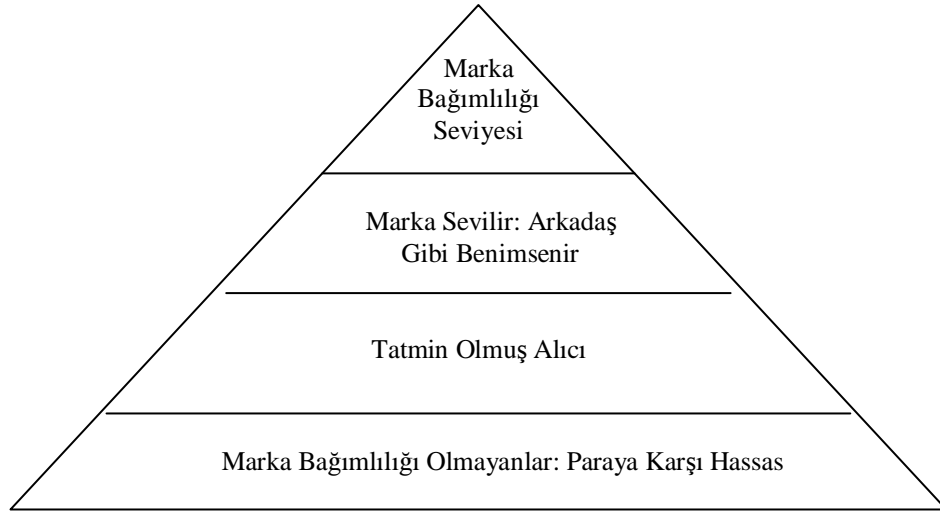 Marka
Bağımlılığı
Seviyesi
Marka Sevilir: Arkadaş
Gibi Benimsenir
Tatmin Olmuş Alıcı
Marka Bağımlılığı Olmayanlar: Paraya Karşı Hassas